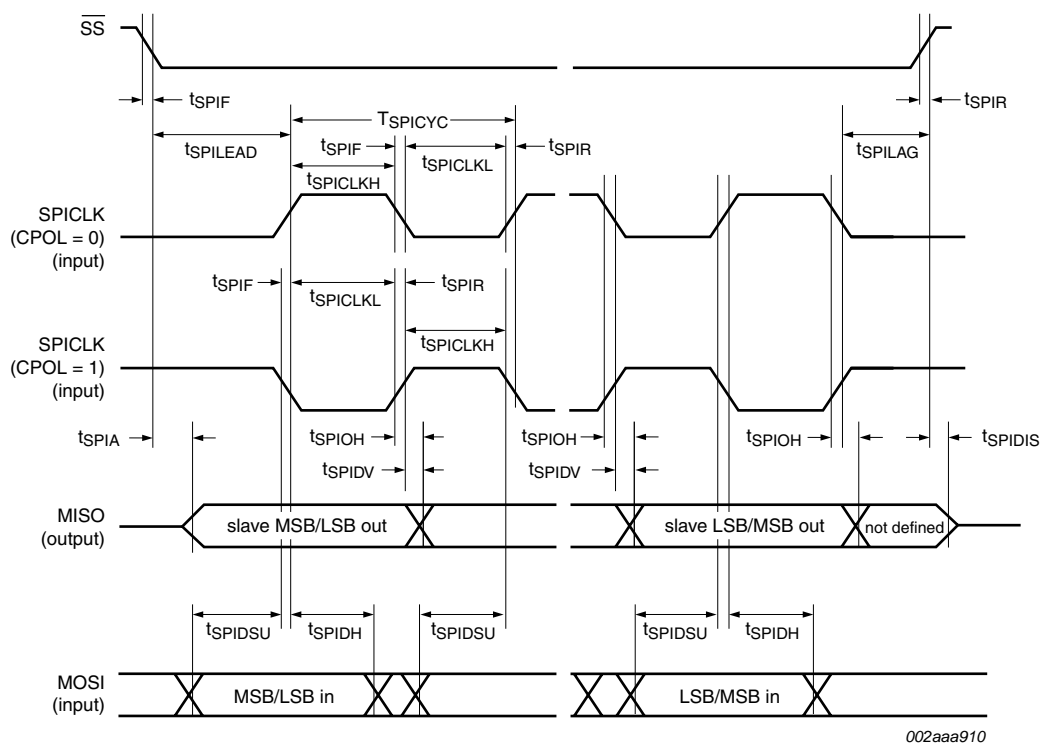 SS
tSPIF
tSPIR
TSPICYC
tSPILEAD
tSPIF
tSPICLKL
tSPIR
tSPILAG
tSPICLKH
SPICLK
(CPOL = 0)
(input)
tSPIF
tSPICLKL
tSPIR
tSPICLKH
SPICLK
(CPOL = 1)
(input)
tSPIA
tSPIOH
tSPIOH
tSPIOH
tSPIDIS
tSPIDV
tSPIDV
MISO
(output)
slave MSB/LSB out
slave LSB/MSB out
not defined
tSPIDSU
tSPIDH
tSPIDSU
tSPIDSU
tSPIDH
MOSI
(input)
MSB/LSB in
LSB/MSB in
002aaa910